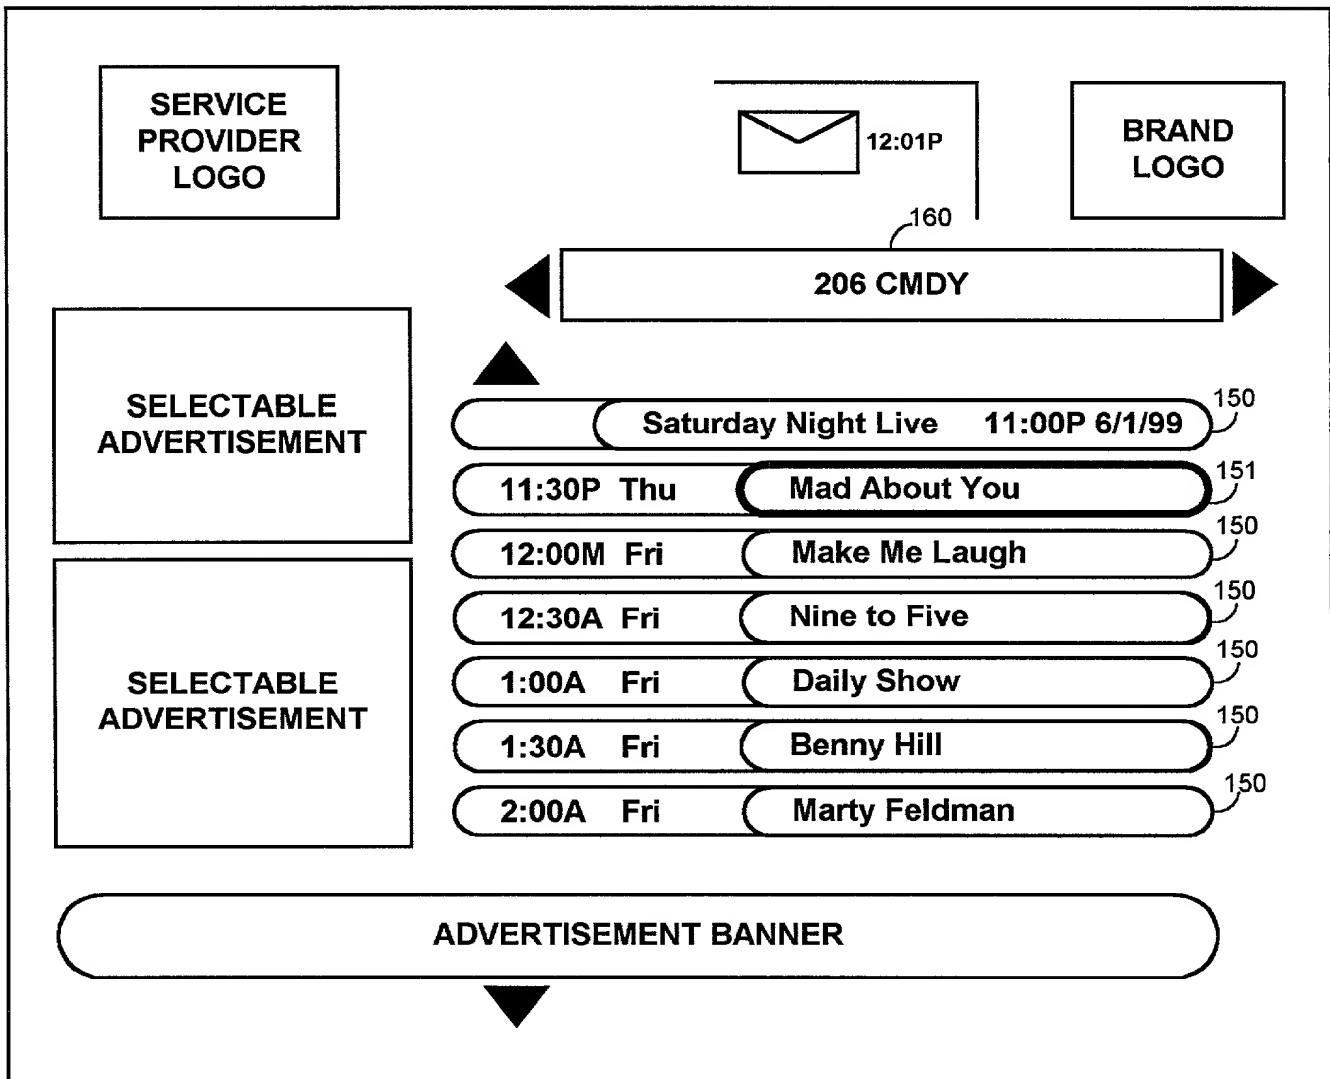 SERVICE
PROVIDER
LOGO
12:01P
BRAND
LOGO
160
206 CMDY
SELECTABLE
ADVERTISEMENT
Saturday Night Live 11:00P 6/1/99 150
11:30P Thu Mad About You 151
12:00M Fri Make Me Laugh 150
12:30A Fri Nine to Five 150
SELECTABLE
ADVERTISEMENT
1:00A Fri Daily Show 150
1:30A Fri Benny Hill 150
2:00A Fri Marty Feldman 150
ADVERTISEMENT BANNER